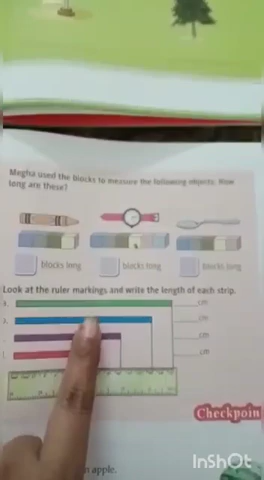 Megha used the blocks to measure the following objects. How
long are these?
blocks long blocks long blocks long
Look at the ruler markings and write the length of each strip.
cm
cm
cm
cm
Checkpoin
n apple.
InShOt